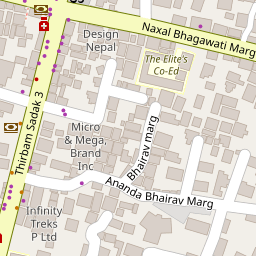 Naxal Bhagawati Marg
Design
Nepal
The Elite's
Co-Ed
Thirbam Sadak 3
Micro
& Mega,
Brand
Inc
Bhairav marg
Ananda Bhairav Marg
Infinity
Treks
P Ltd